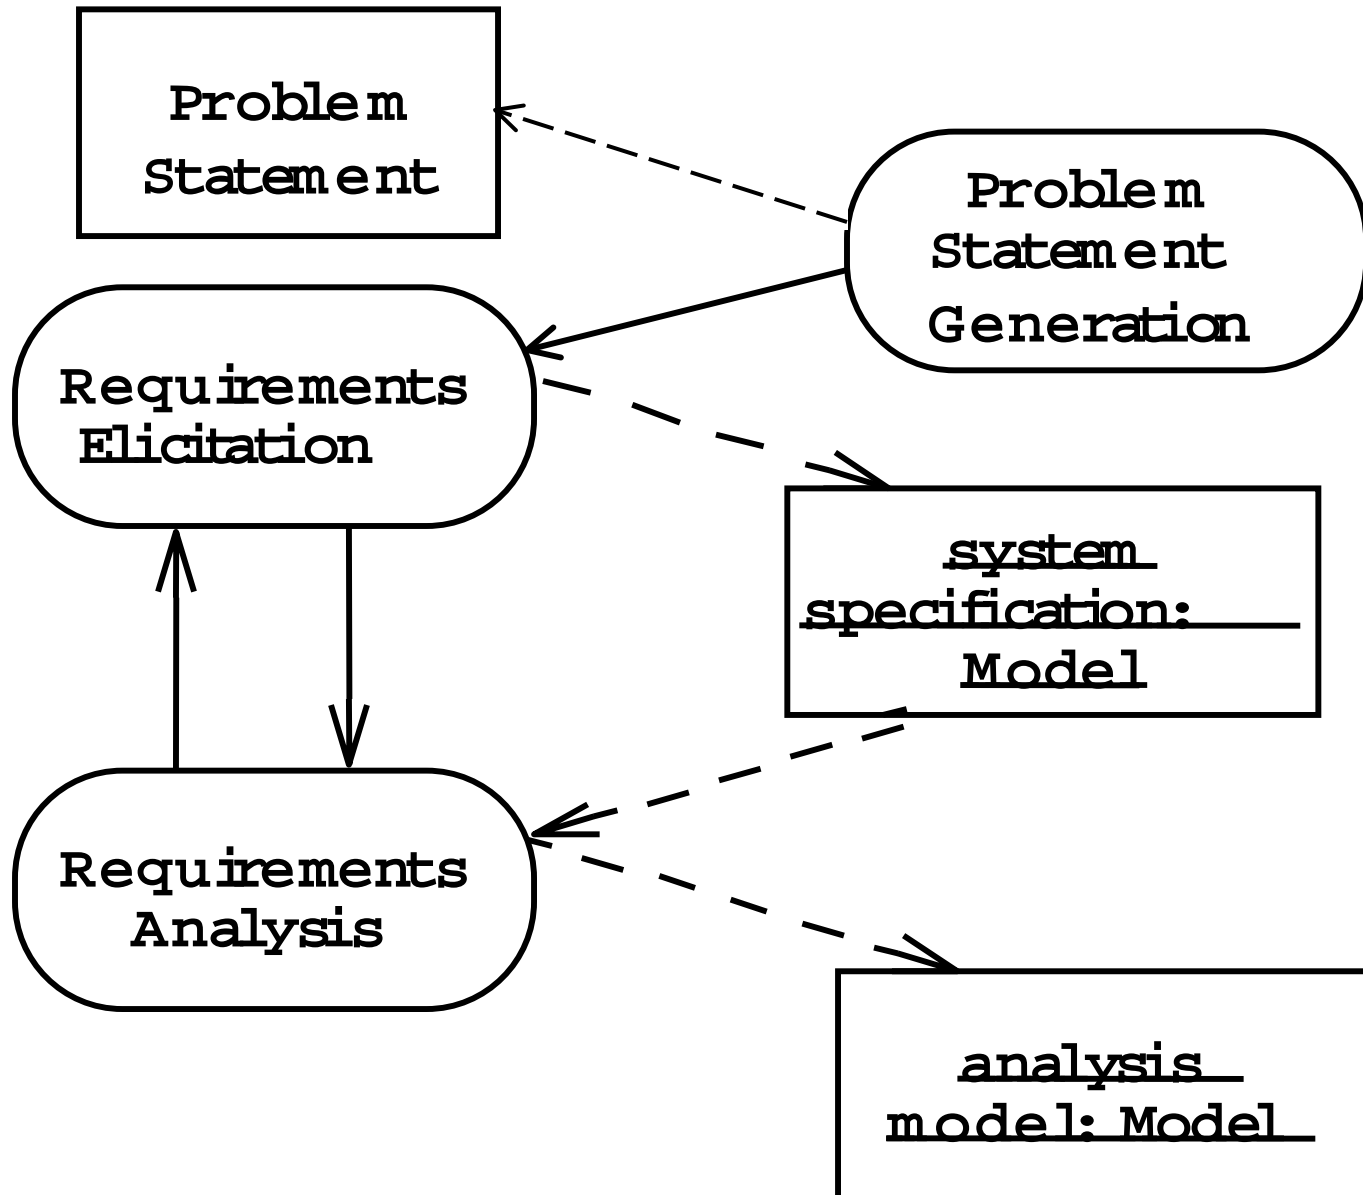 Problem
Statement
Problem
Statement
Generation
Requirements
Elicitation
system
specification:
Model
Requirements
Analysis
analysis
model: Model